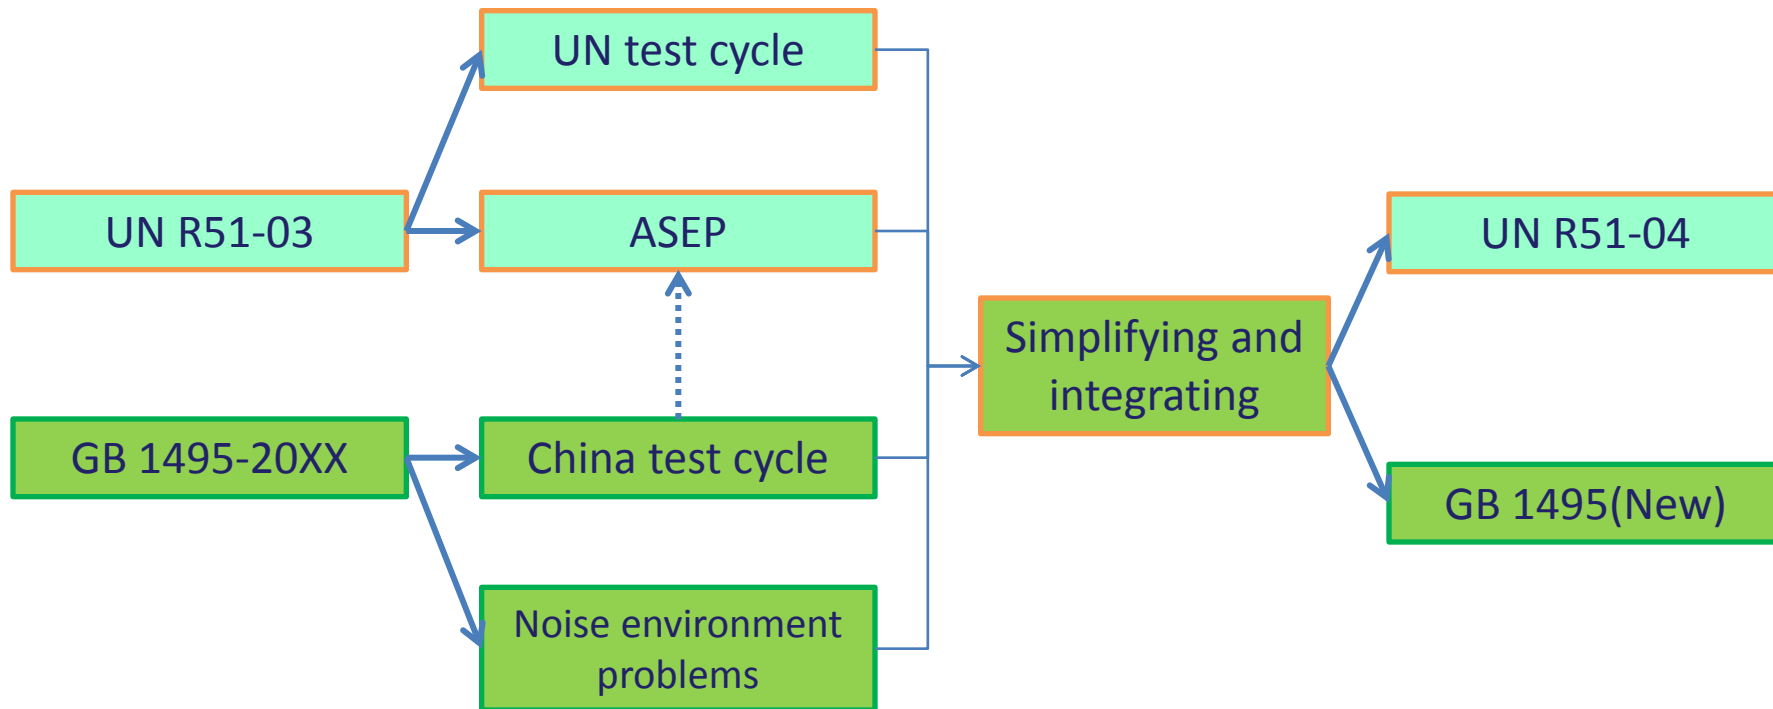 UN test cycle
UN R51-03
ASEP
UN R51-04
Simplifying and
integrating
GB 1495-20XX
China test cycle
GB 1495(New)
Noise environment
problems